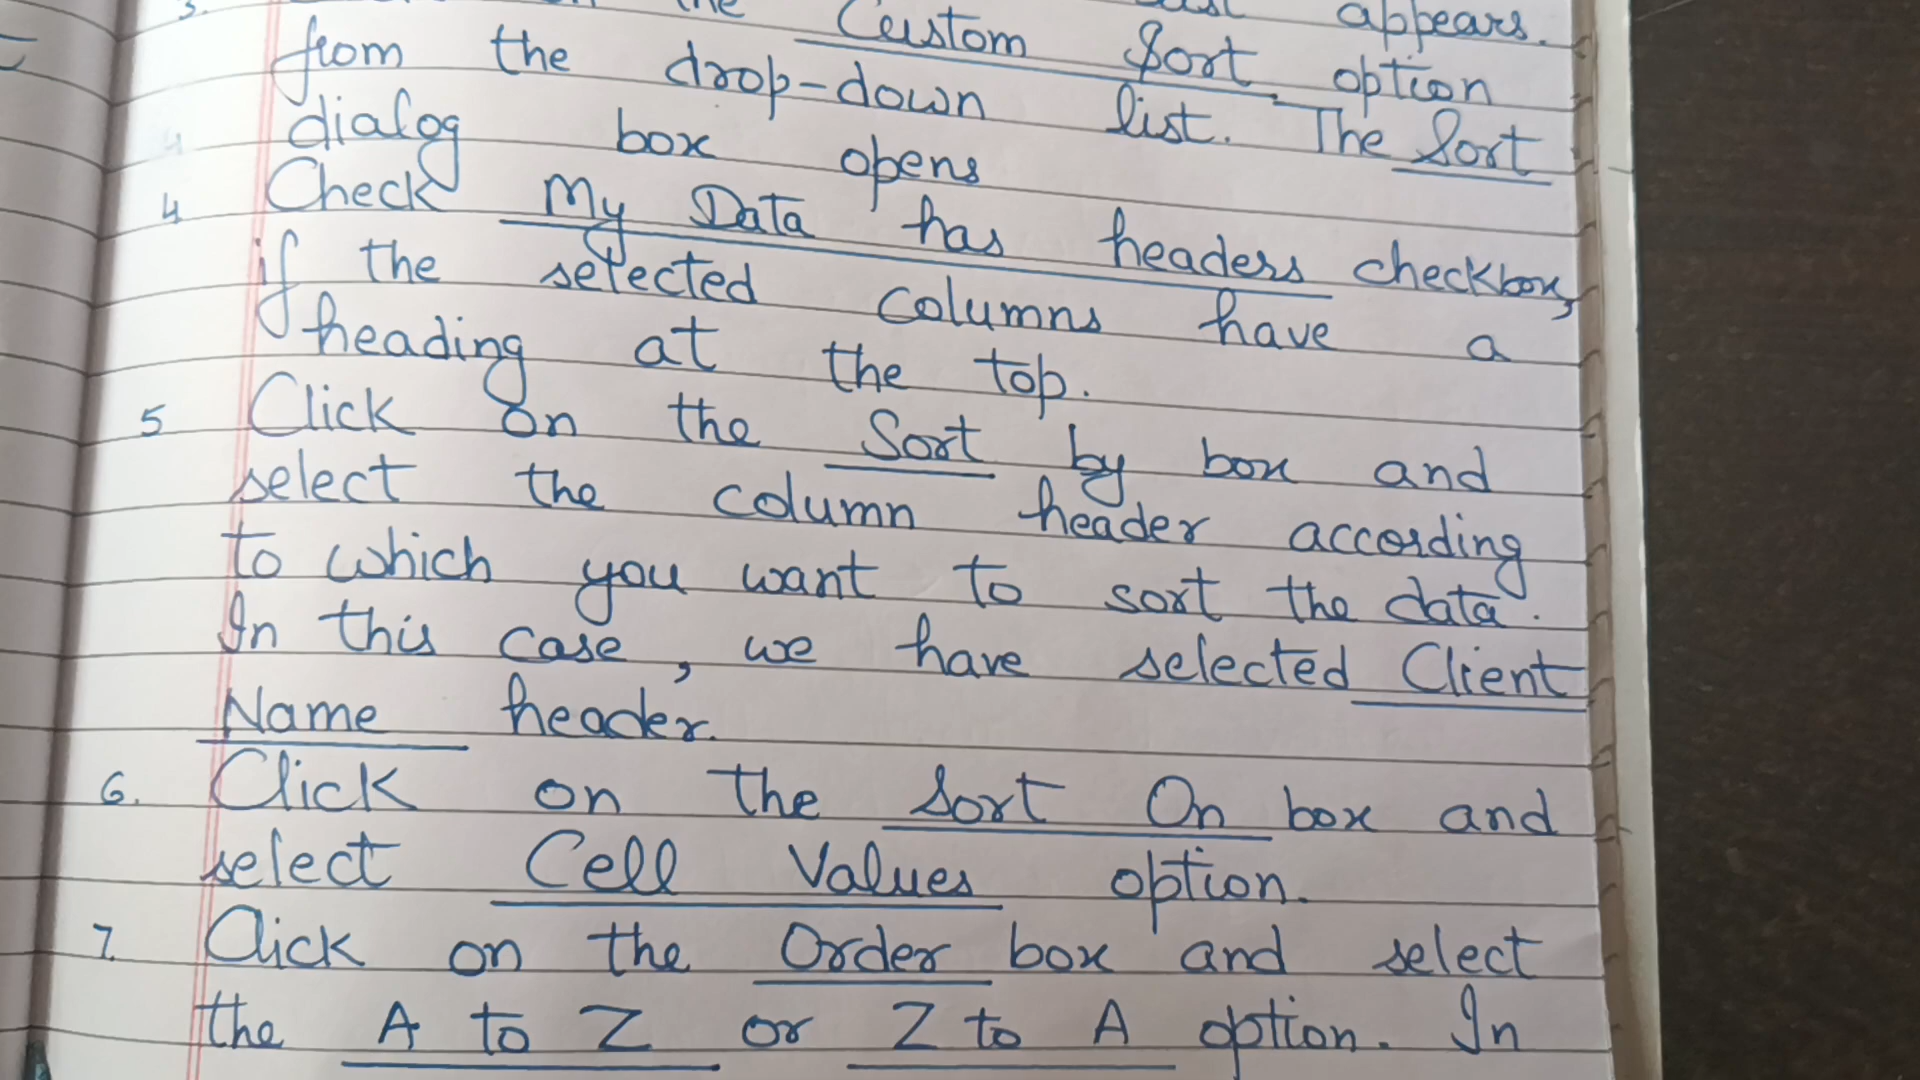 3. the Custom Sort option appears.
from the drop-down list. The Sort
dialog box opens
4 Check My Data has headers checkbox,
if the selected columns have a
heading at the top.
5 Click on the Sort by box and
select the column header according
to which you want to sort the data.
In this case, we have selected Client
Name header.
6. Click on the Sort On box and
select Cell Values option.
7. Click on the Order box and select
the A to Z or Z to A option. In